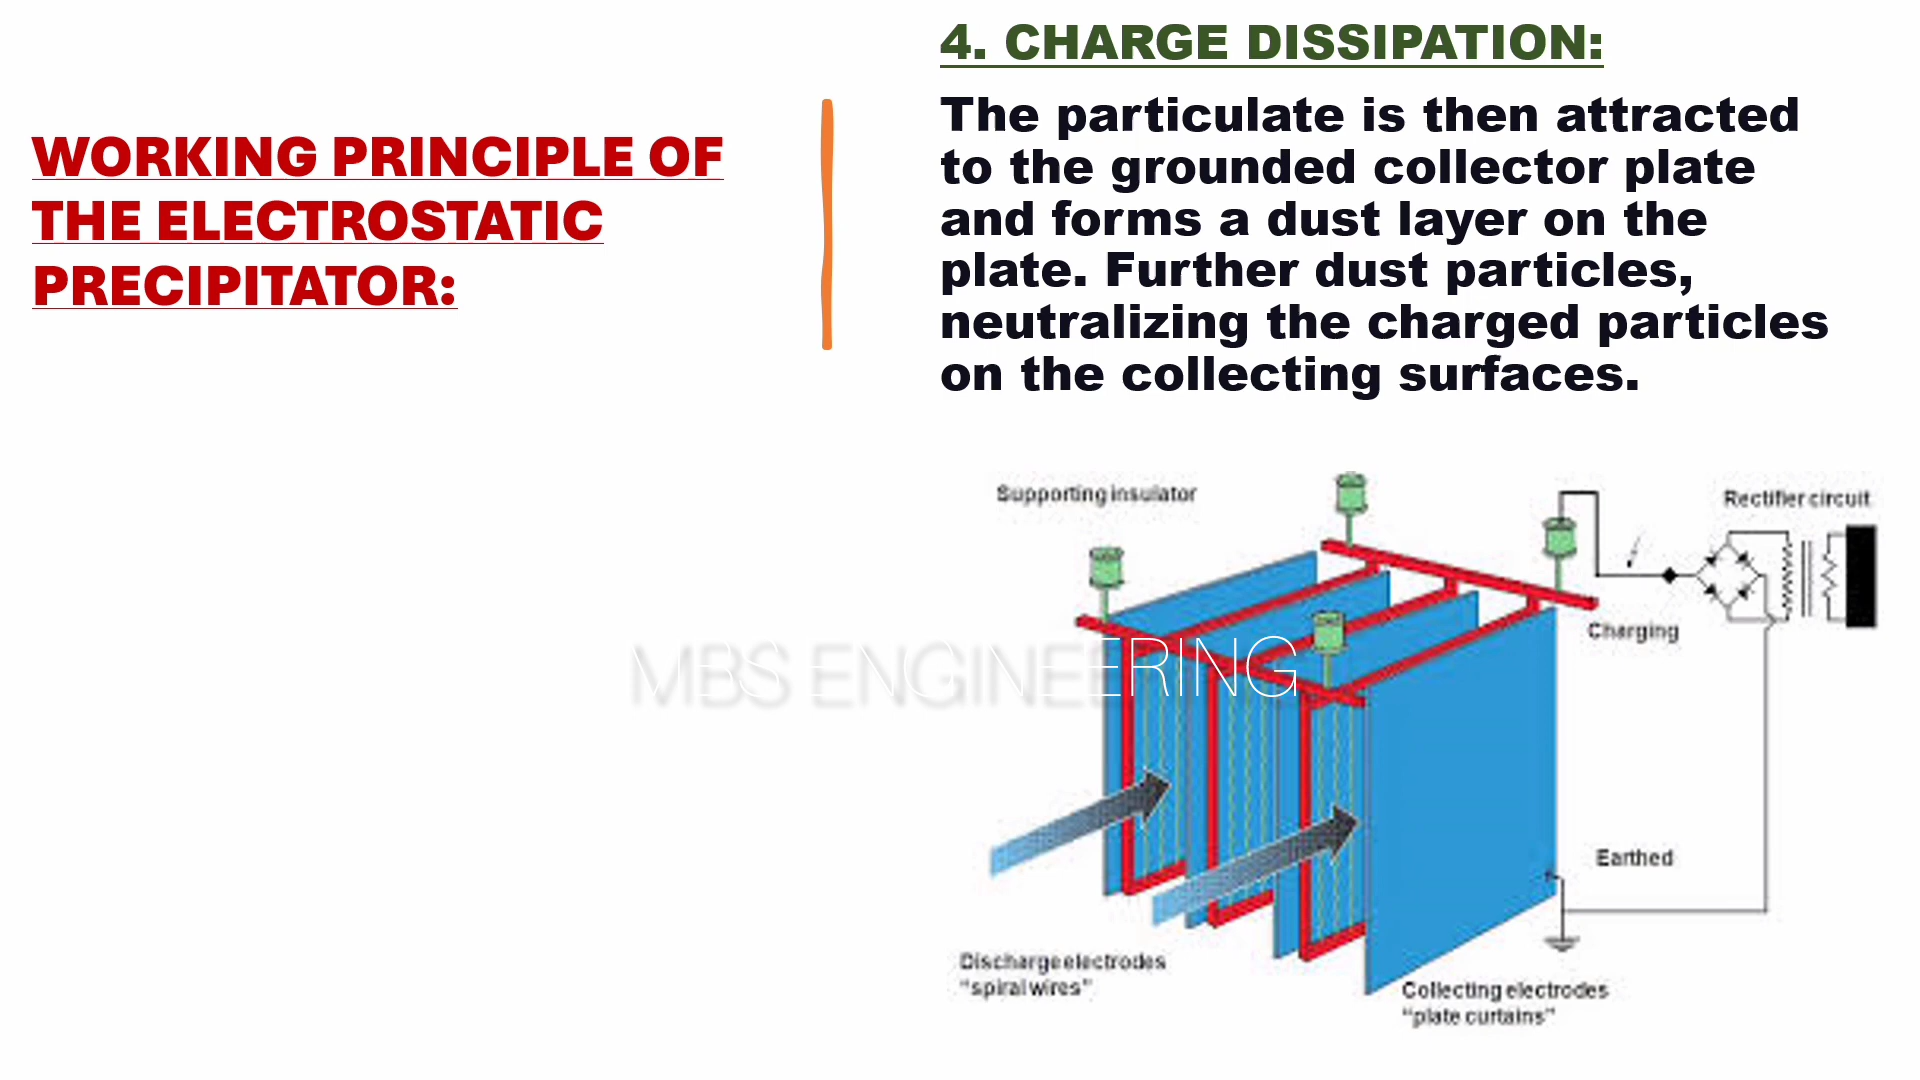 WORKING PRINCIPLE OF
THE ELECTROSTATIC
PRECIPITATOR:
4. CHARGE DISSIPATION:
The particulate is then attracted
to the grounded collector plate
and forms a dust layer on the
plate. Further dust particles,
neutralizing the charged particles
on the collecting surfaces.
Supporting insulator
Rectifier circuit
Charging
MBS ENGINEERING
Earthed
Discharge electrodes
"spiral wires"
Collecting electrodes
"plate curtains"